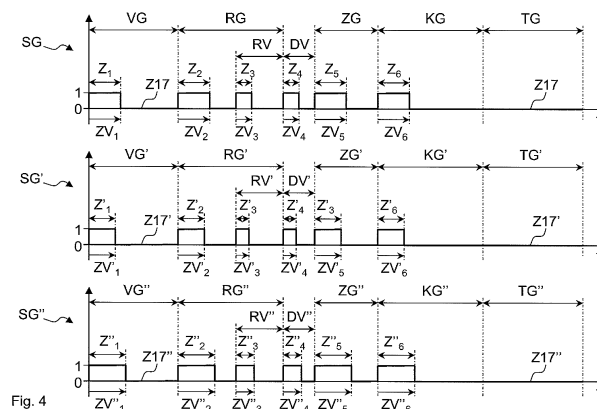 VG RG ZG KG TG
SG
RV DV
Z1 Z17 Z2 Z3 Z4 Z5 Z6 Z17
1
0
ZV1 ZV2 ZV3 ZV4 ZV5 ZV6
VG' RG' ZG' KG' TG'
SG'
RV' DV'
Z'1 Z17' Z'2 Z'3 Z'4 Z'3 Z'6 Z17'
1
0
ZV'1 ZV'2 ZV'3 ZV'4 ZV'5 ZV'6
VG'' RG'' ZG'' KG'' TG''
SG''
RV'' DV''
Z''1 Z17'' Z''2 Z''3 Z''4 Z''5 Z''6 Z17''
1
0
ZV''1 ZV''2 ZV''3 ZV''4 ZV''5 ZV''6
Fig. 4